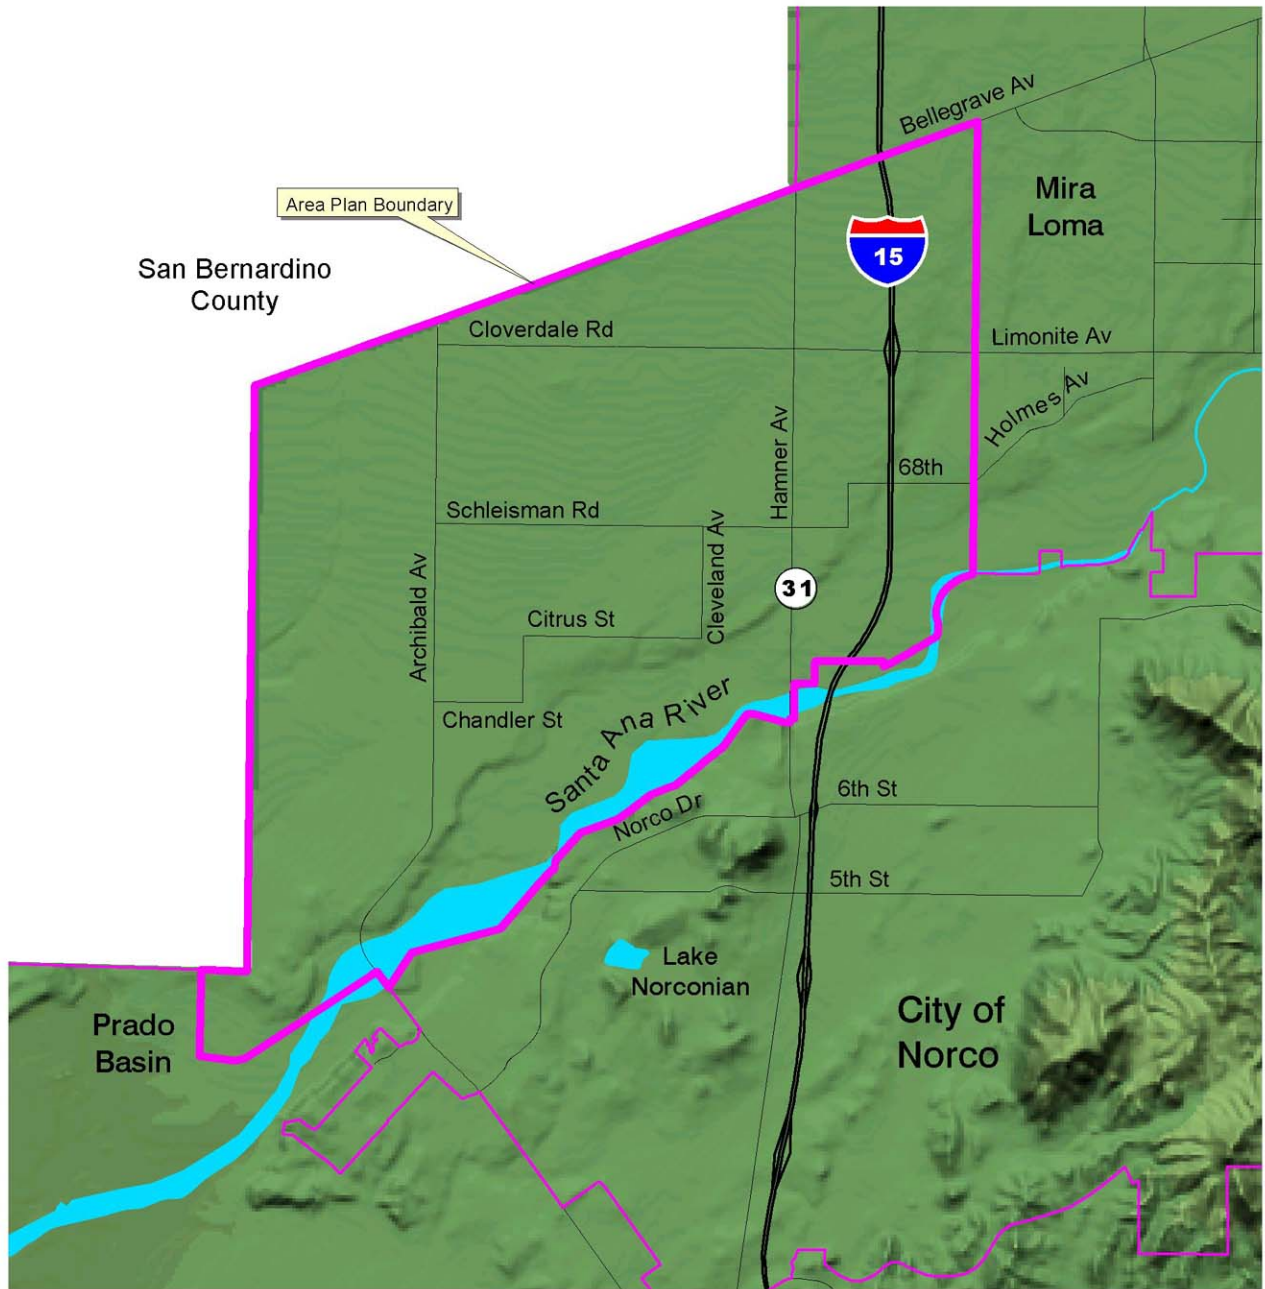 Bellegrave Av
Mira
Loma
Area Plan Boundary
15
San Bernardino
County
Cloverdale Rd
Limonite Av
Holmes Av
Hamner Av
68th
Schleisman Rd
Cleveland Av
Archibald Av
31
Citrus St
Santa Ana River
Chandler St
6th St
Norco Dr
5th St
Lake
Norconian
City of
Norco
Prado
Basin